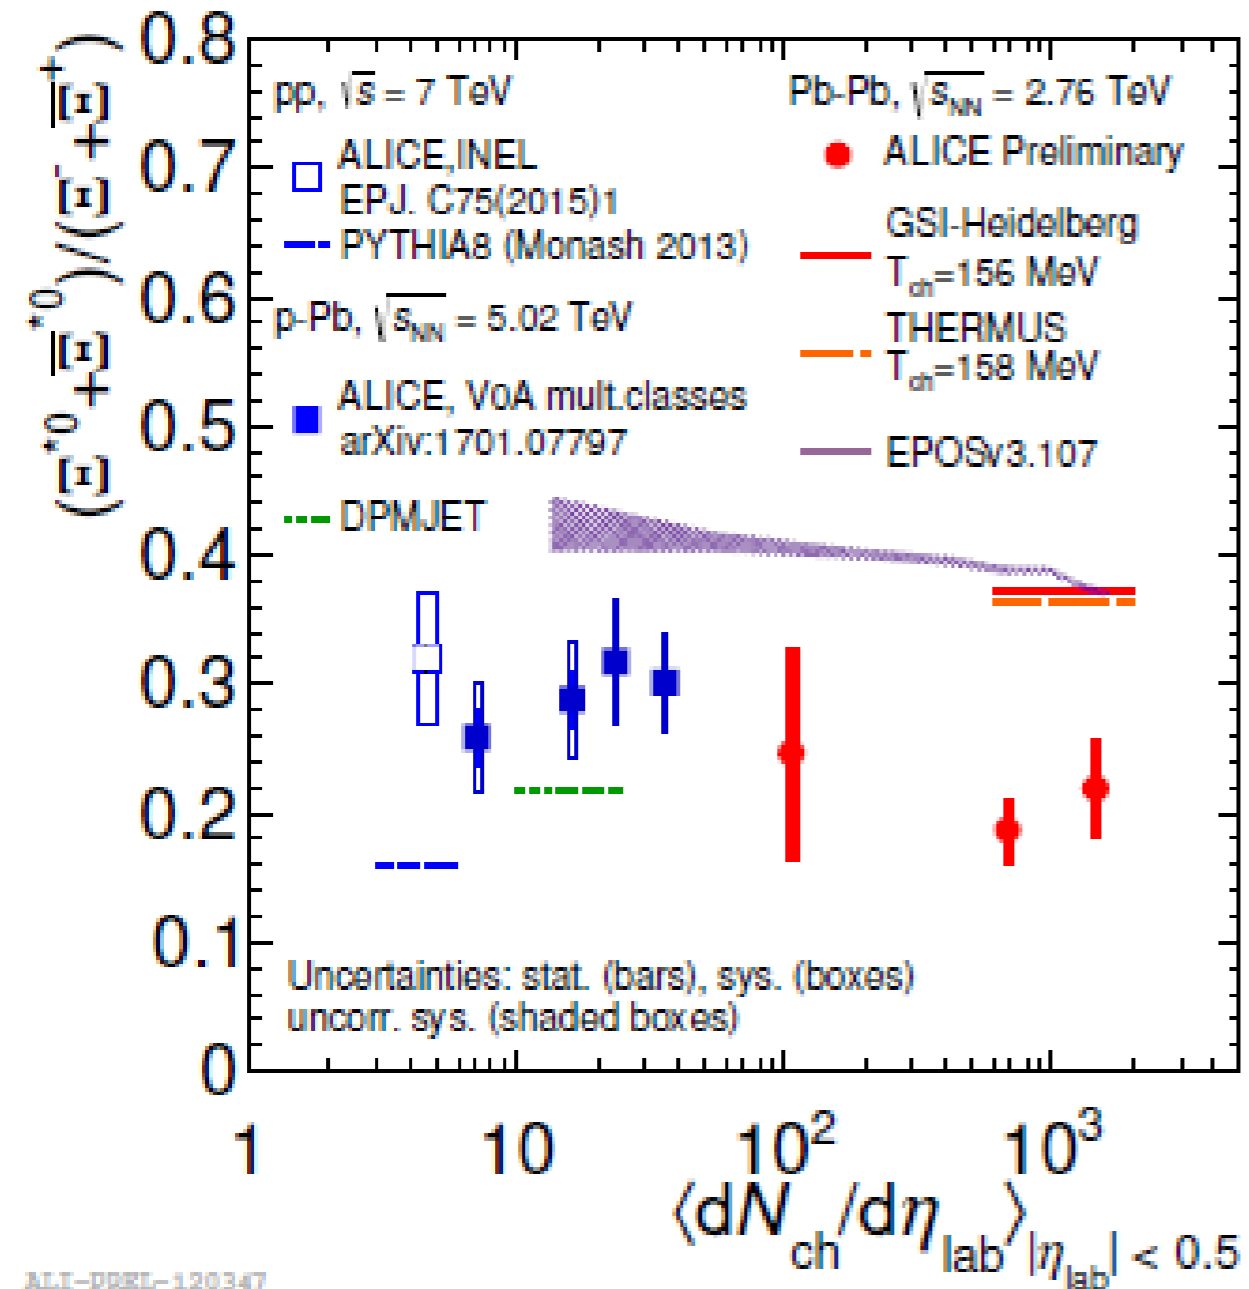 (Ξ*0+Ξ̅*0)/(Ξ-+Ξ̅+)
0.8
0.7
0.6
0.5
0.4
0.3
0.2
0.1
0
pp, √s = 7 TeV
ALICE,INEL
EPJ. C75(2015)1
PYTHIA8 (Monash 2013)
p-Pb, √sNN = 5.02 TeV
ALICE, V0A mult.classes
arXiv:1701.07797
DPMJET
Pb-Pb, √sNN = 2.76 TeV
ALICE Preliminary
GSI-Heidelberg
Tch=156 MeV
THERMUS
Tch=158 MeV
EPOSv3.107
Uncertainties: stat. (bars), sys. (boxes)
uncorr. sys. (shaded boxes)
1 10 10² 10³
⟨dNch/dηlab⟩|ηlab| < 0.5
ALI-PREL-120347